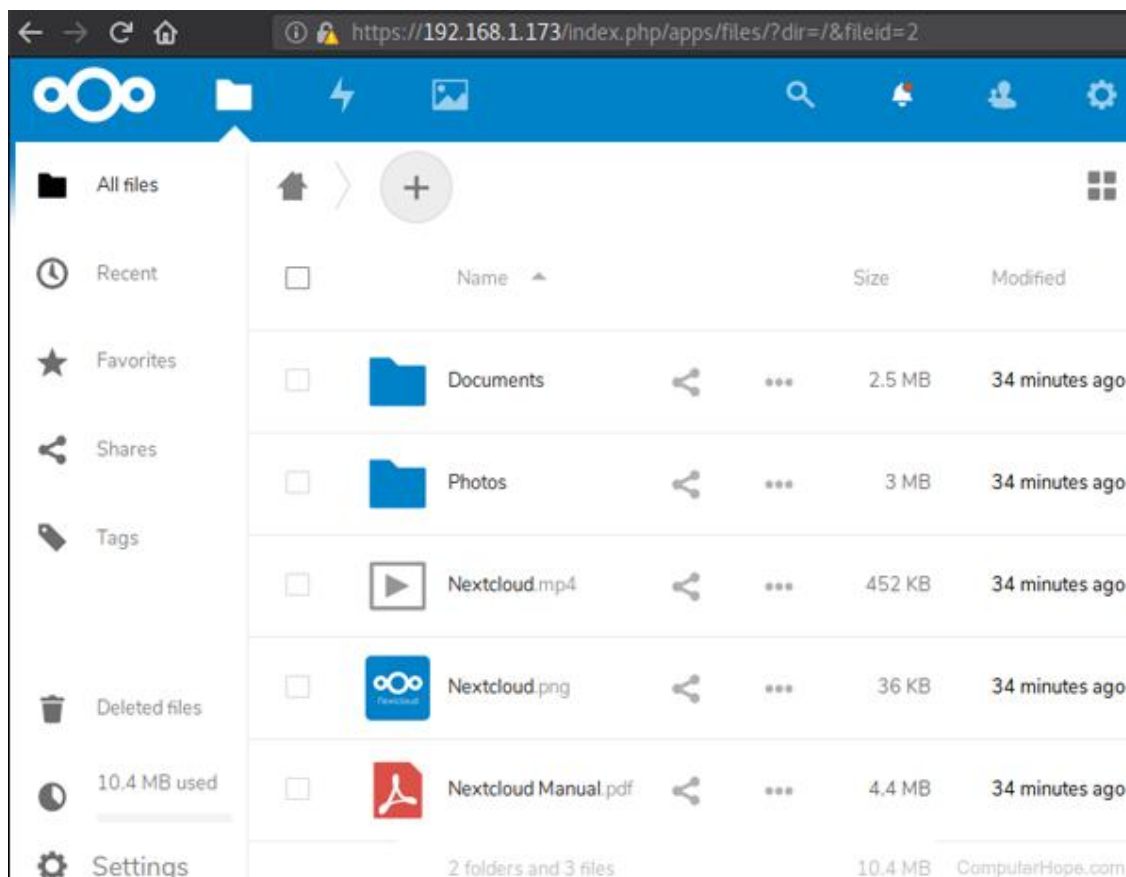 https://192.168.1.173/index.php/apps/files/?dir=/&fileid=2
All files
Recent
Favorites
Shares
Tags
Deleted files
10.4 MB used
Settings
Name Size Modified
Documents 2.5 MB 34 minutes ago
Photos 3 MB 34 minutes ago
Nextcloud.mp4 452 KB 34 minutes ago
Nextcloud
Nextcloud.png 36 KB 34 minutes ago
Nextcloud Manual.pdf 4.4 MB 34 minutes ago
2 folders and 3 files 10.4 MB
ComputerHope.com